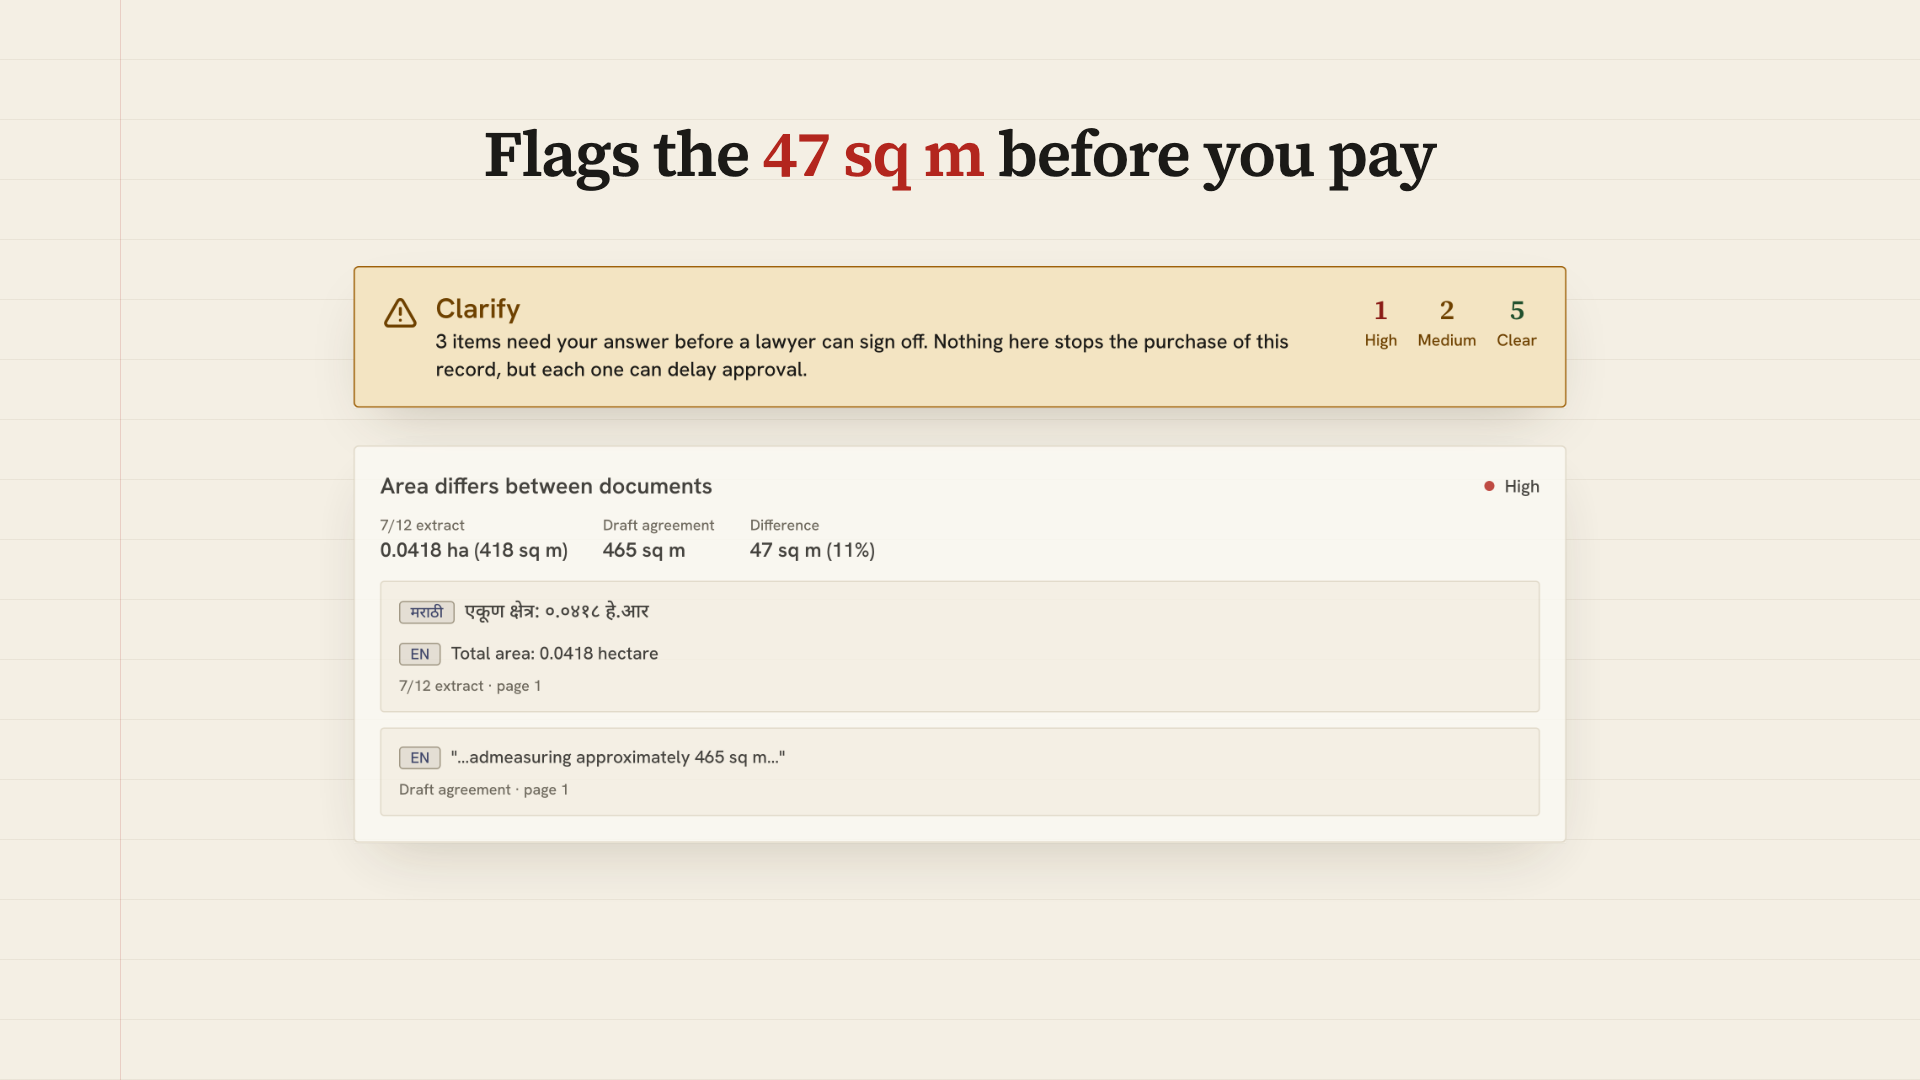 Flags the 47 sq m before you pay
Clarify
3 items need your answer before a lawyer can sign off. Nothing here stops the purchase of this
record, but each one can delay approval.
1 2 5
High Medium Clear
Area differs between documents
High
7/12 extract Draft agreement Difference
0.0418 ha (418 sq m) 465 sq m 47 sq m (11%)
मराठी एकूण क्षेत्र: ०.०४१८ हे.आर
EN Total area: 0.0418 hectare
7/12 extract · page 1
EN "...admeasuring approximately 465 sq m..."
Draft agreement · page 1